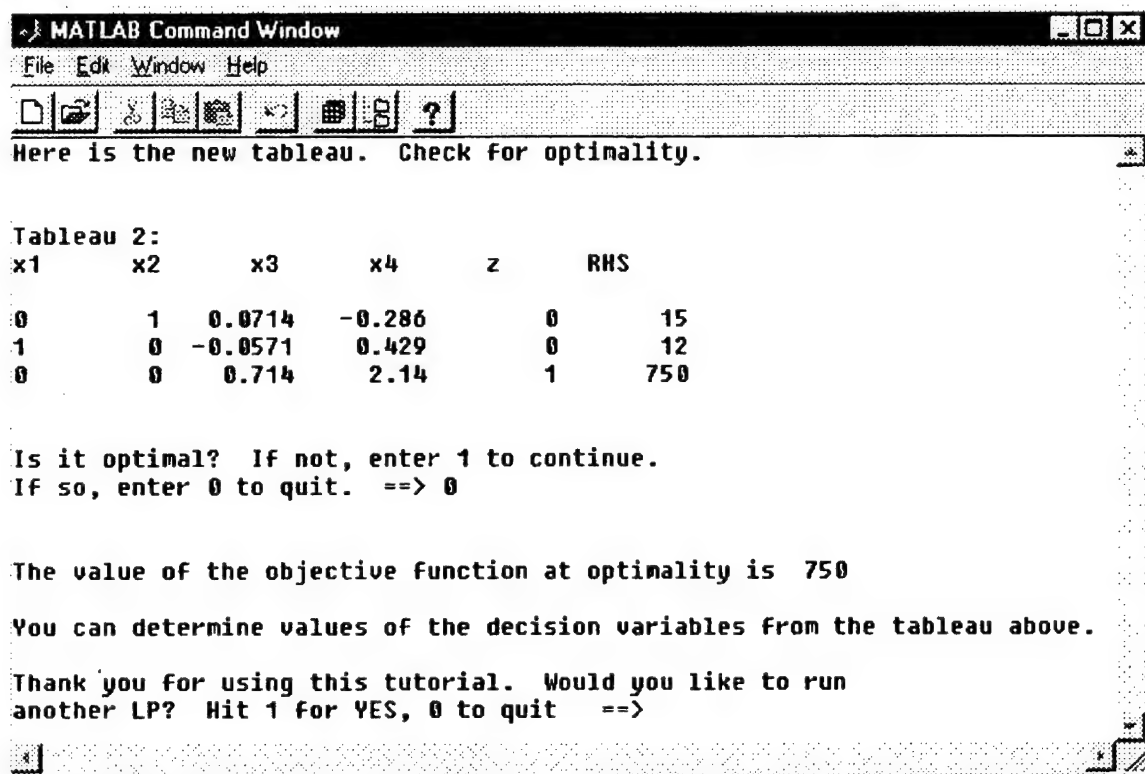 MATLAB Command Window
File Edit Window Help
?
Here is the new tableau. Check for optimality.
Tableau 2:
x1 x2 x3 x4 z RHS
0 1 0.0714 -0.286 0 15
1 0 -0.0571 0.429 0 12
0 0 0.714 2.14 1 750
Is it optimal? If not, enter 1 to continue.
If so, enter 0 to quit. ==> 0
The value of the objective function at optimality is 750
You can determine values of the decision variables from the tableau above.
Thank you for using this tutorial. Would you like to run
another LP? Hit 1 for YES, 0 to quit ==>